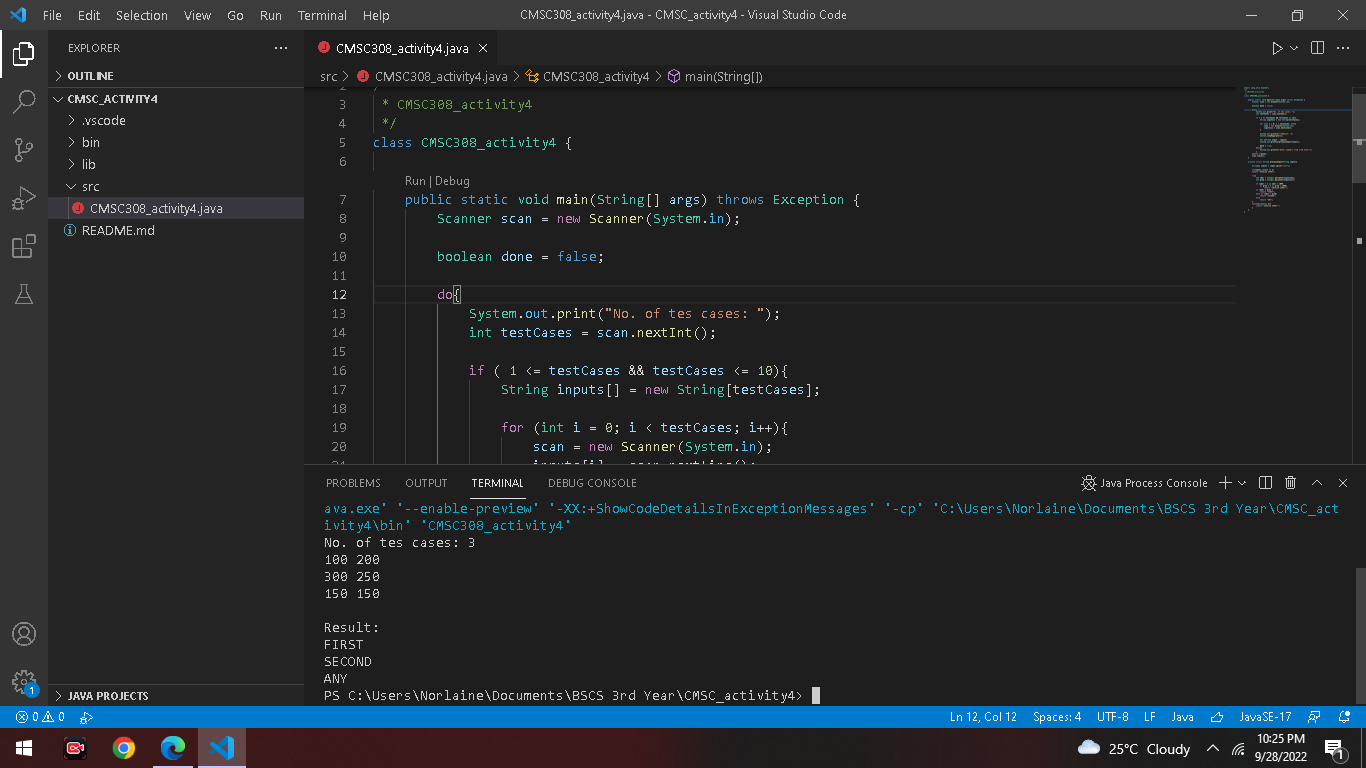 File Edit Selection View Go Run Terminal Help CMSC308_activity4.java - CMSC_activity4 - Visual Studio Code
EXPLORER
OUTLINE
CMSC_ACTIVITY4
.vscode
bin
lib
src
CMSC308_activity4.java
README.md
JAVA PROJECTS
CMSC308_activity4.java
src > CMSC308_activity4.java > CMSC308_activity4 > main(String[])
3 * CMSC308_activity4
4 */
5 class CMSC308_activity4 {
6
Run | Debug
7 public static void main(String[] args) throws Exception {
8 Scanner scan = new Scanner(System.in);
9
10 boolean done = false;
11
12 do{
13 System.out.print("No. of tes cases: ");
14 int testCases = scan.nextInt();
15
16 if ( 1 <= testCases && testCases <= 10){
17 String inputs[] = new String[testCases];
18
19 for (int i = 0; i < testCases; i++){
20 scan = new Scanner(System.in);
PROBLEMS OUTPUT TERMINAL DEBUG CONSOLE Java Process Console
ava.exe' '--enable-preview' '-XX:+ShowCodeDetailsInExceptionMessages' '-cp' 'C:\Users\Norlaine\Documents\BSCS 3rd Year\CMSC_act
ivity4\bin' 'CMSC308_activity4'
No. of tes cases: 3
100 200
300 250
150 150
Result:
FIRST
SECOND
ANY
PS C:\Users\Norlaine\Documents\BSCS 3rd Year\CMSC_activity4>
1
0 0 Ln 12, Col 12 Spaces: 4 UTF-8 LF Java JavaSE-17
25°C Cloudy 10:25 PM
9/28/2022
1